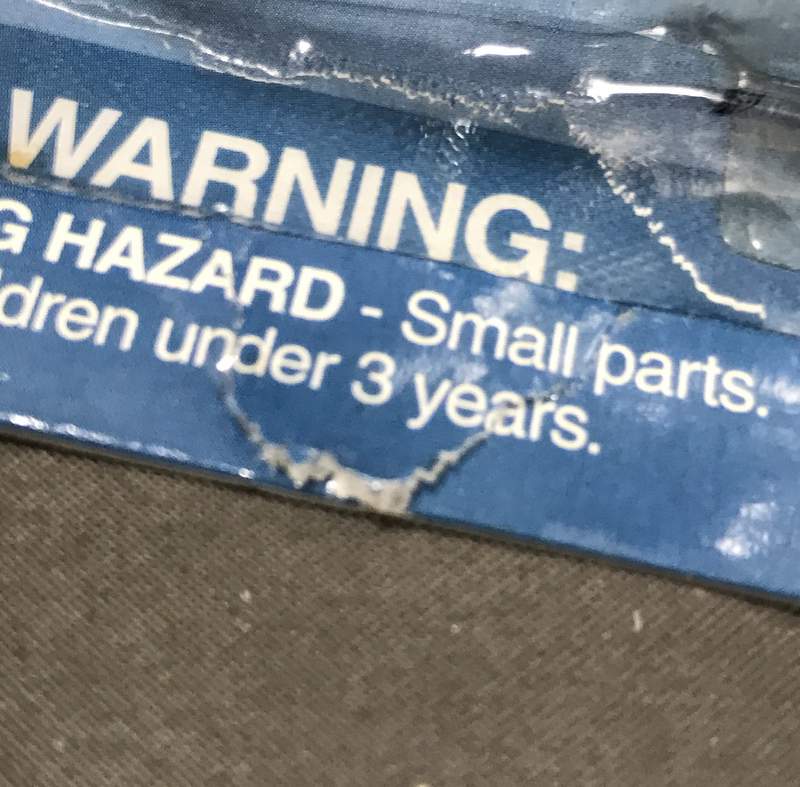 WARNING:
G HAZARD - Small parts.
ldren under 3 years.